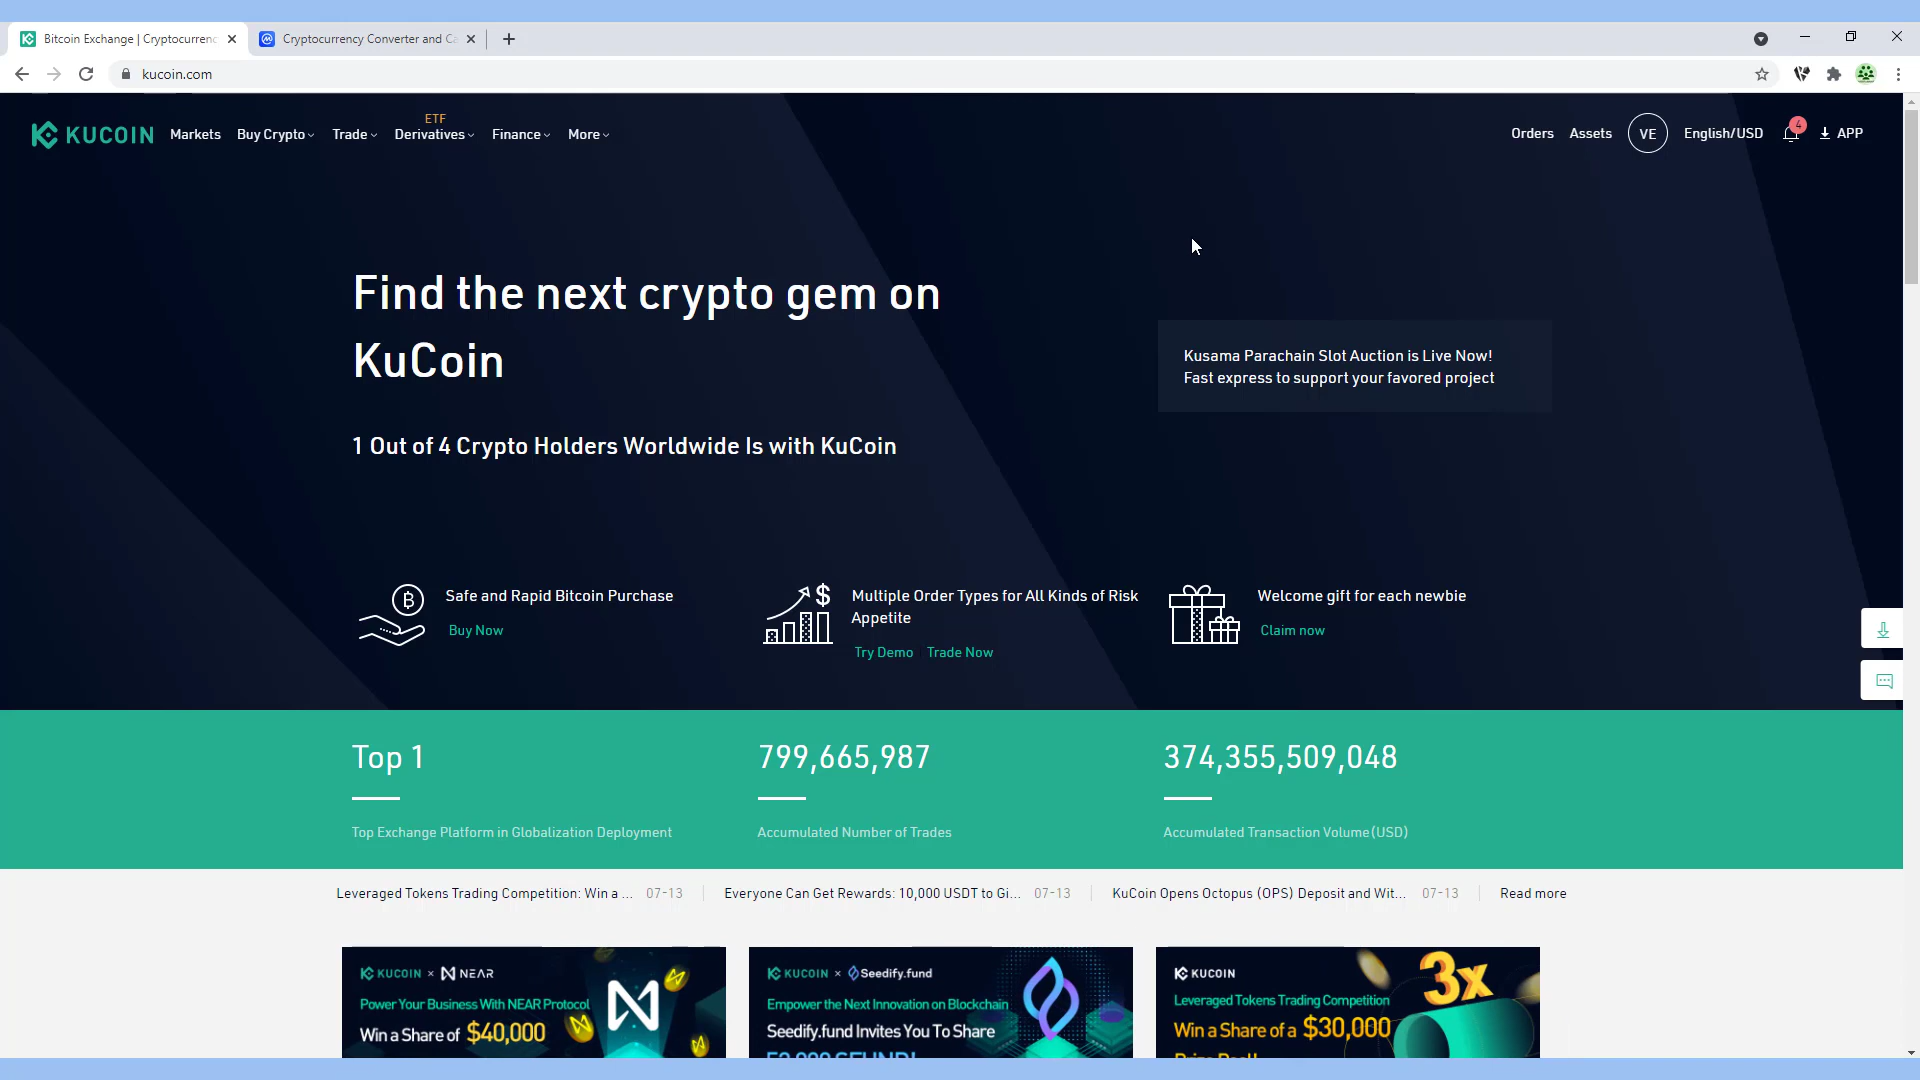 Bitcoin Exchange | Cryptocurrenc
Cryptocurrency Converter and Ca
kucoin.com
KUCOIN
Markets
Buy Crypto
Trade
ETF
Derivatives
Finance
More
Orders
Assets
VE
English/USD
4
APP
Find the next crypto gem on
KuCoin
1 Out of 4 Crypto Holders Worldwide Is with KuCoin
Kusama Parachain Slot Auction is Live Now!
Fast express to support your favored project
Safe and Rapid Bitcoin Purchase
Buy Now
Multiple Order Types for All Kinds of Risk
Appetite
Try Demo
Trade Now
Welcome gift for each newbie
Claim now
Top 1
Top Exchange Platform in Globalization Deployment
799,665,987
Accumulated Number of Trades
374,355,509,048
Accumulated Transaction Volume(USD)
Leveraged Tokens Trading Competition: Win a ... 07-13
Everyone Can Get Rewards: 10,000 USDT to Gi... 07-13
KuCoin Opens Octopus (OPS) Deposit and Wit... 07-13
Read more
KUCOIN × NEAR
Power Your Business With NEAR Protocol
Win a Share of $40,000
KUCOIN × Seedify.fund
Empower the Next Innovation on Blockchain
Seedify.fund Invites You To Share
KUCOIN
Leveraged Tokens Trading Competition
Win a Share of a $30,000
Prize Pool!
3x